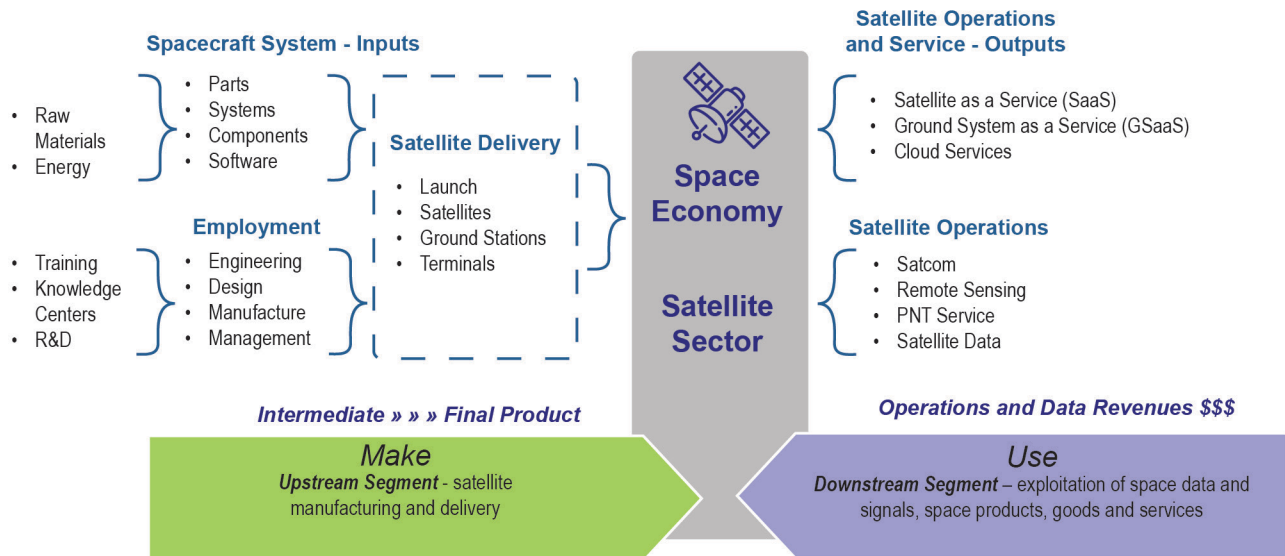 Spacecraft System - Inputs
• Raw
Materials
• Energy
• Parts
• Systems
• Components
• Software
Employment
• Training
• Knowledge
Centers
• R&D
• Engineering
• Design
• Manufacture
• Management
Satellite Delivery
• Launch
• Satellites
• Ground Stations
• Terminals
Space
Economy
Satellite
Sector
Satellite Operations
and Service - Outputs
• Satellite as a Service (SaaS)
• Ground System as a Service (GSaaS)
• Cloud Services
Satellite Operations
• Satcom
• Remote Sensing
• PNT Service
• Satellite Data
Intermediate » » » Final Product
Operations and Data Revenues $$$
Make
Upstream Segment - satellite
manufacturing and delivery
Use
Downstream Segment – exploitation of space data and
signals, space products, goods and services